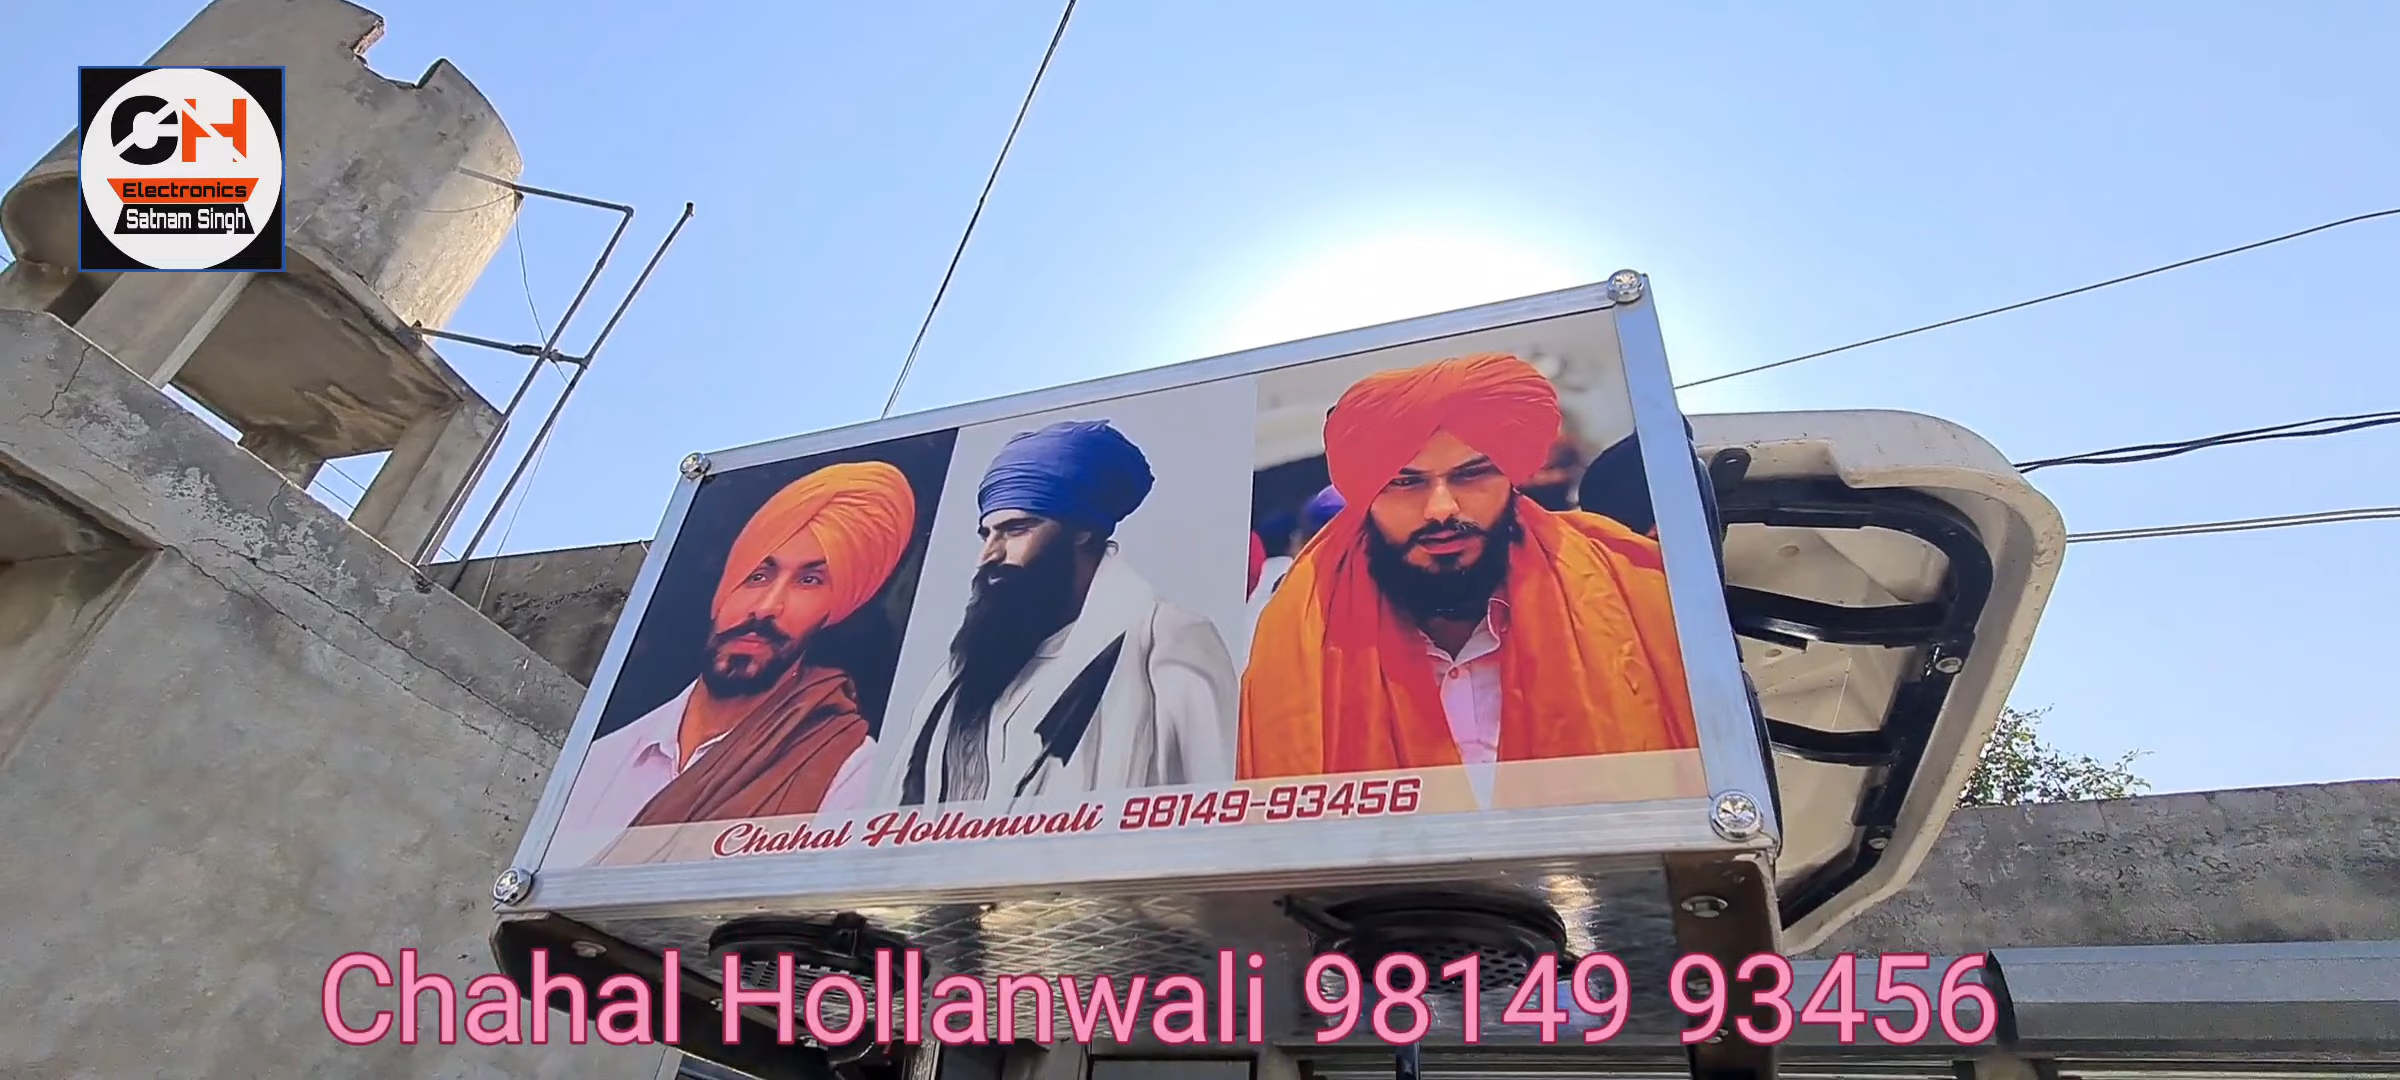 CH
Electronics
Satnam Singh
Chahal Hollanwali 98149-93456
Chahal Hollanwali 98149 93456